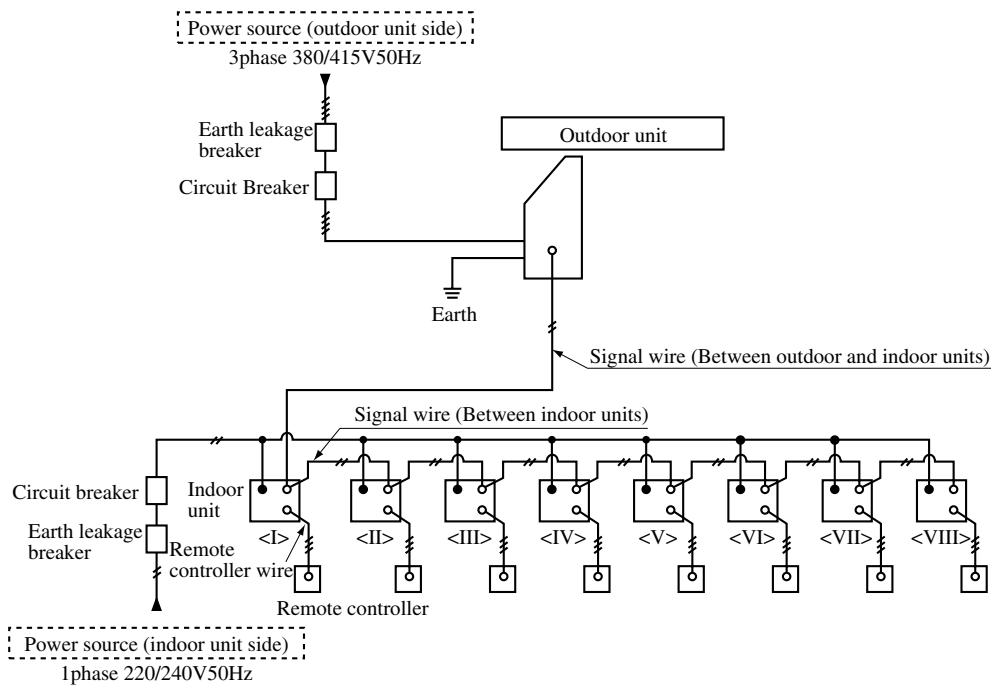 Power source (outdoor unit side)
3phase 380/415V50Hz
Earth leakage
breaker
Circuit Breaker
Outdoor unit
Earth
Signal wire (Between outdoor and indoor units)
Signal wire (Between indoor units)
Circuit breaker
Indoor
unit
Earth leakage
breaker
<I>
<II>
<III>
<IV>
<V>
<VI>
<VII>
<VIII>
Remote
controller wire
Remote controller
Power source (indoor unit side)
1phase 220/240V50Hz